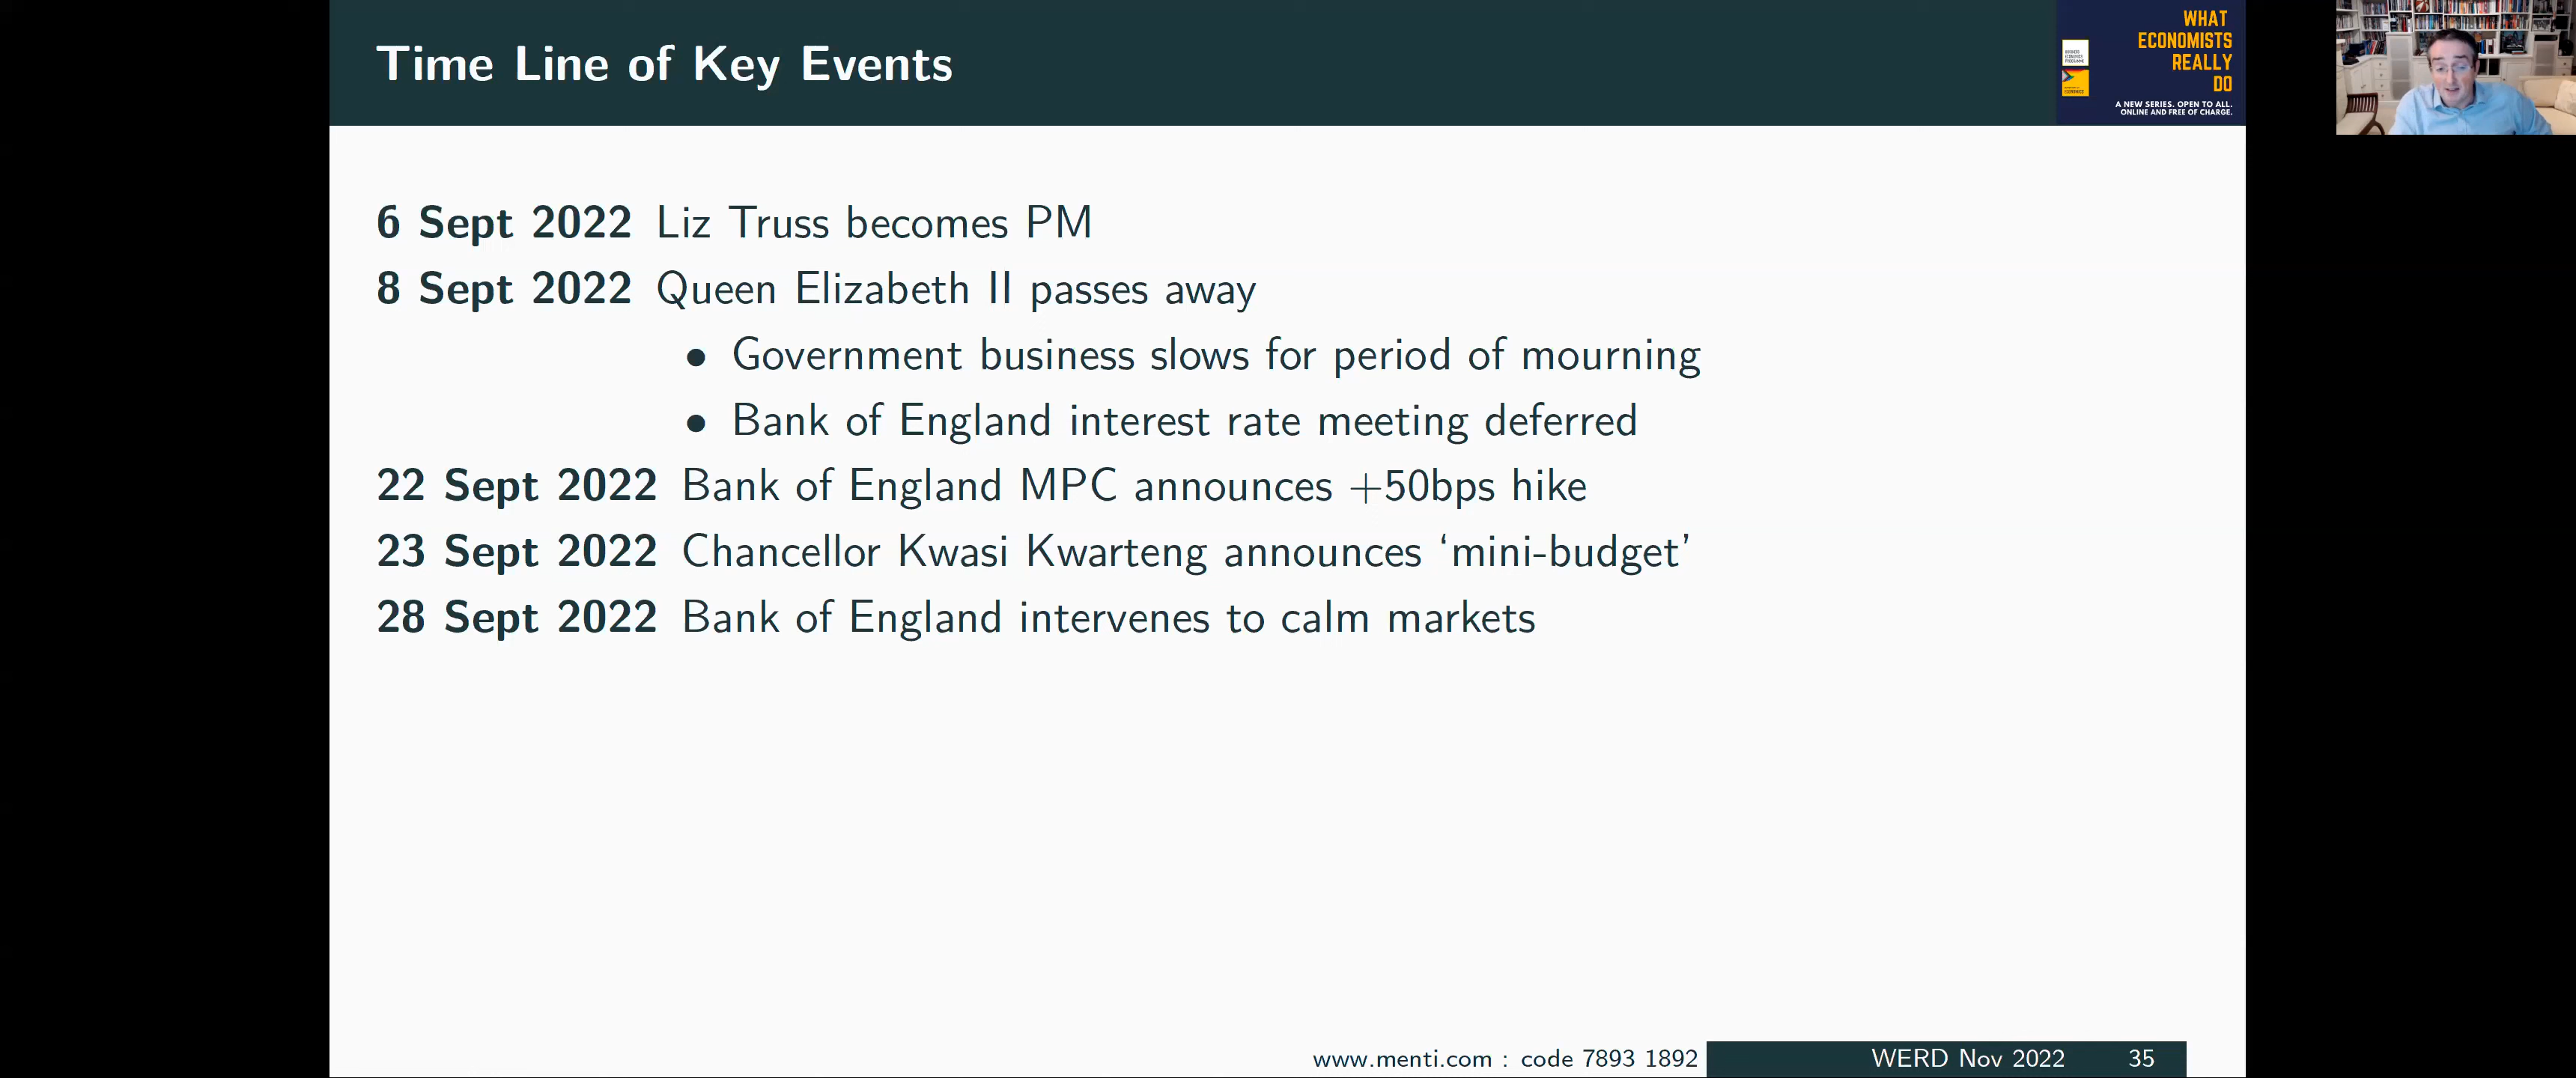 Time Line of Key Events
WHAT
ECONOMISTS
REALLY
DO
A NEW SERIES. OPEN TO ALL.
ONLINE AND FREE OF CHARGE.
6 Sept 2022 Liz Truss becomes PM
8 Sept 2022 Queen Elizabeth II passes away
• Government business slows for period of mourning
• Bank of England interest rate meeting deferred
22 Sept 2022 Bank of England MPC announces +50bps hike
23 Sept 2022 Chancellor Kwasi Kwarteng announces ‘mini-budget’
28 Sept 2022 Bank of England intervenes to calm markets
www.menti.com : code 7893 1892
WERD Nov 2022 35